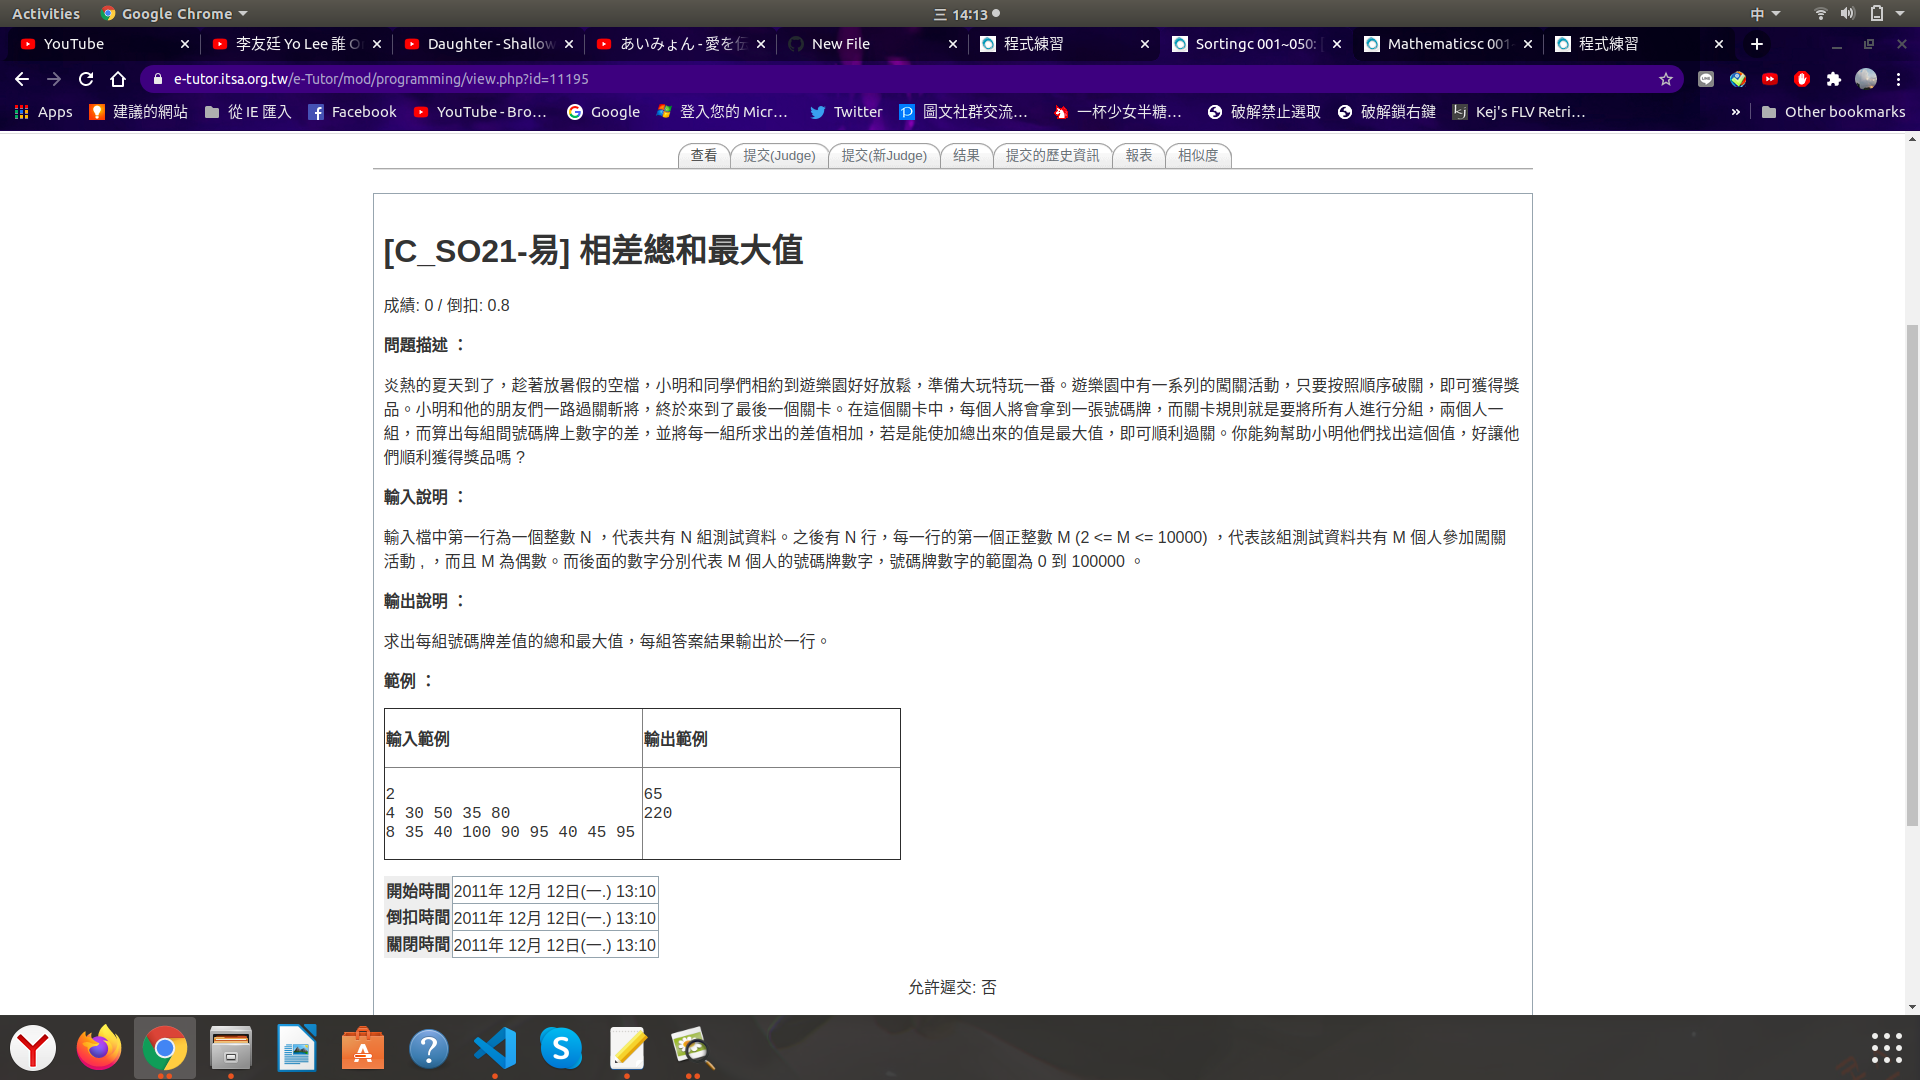 Activities Google Chrome 三 14:13 中
YouTube 李友廷 Yo Lee 誰 O Daughter - Shallow あいみょん - 愛を伝 New File 程式練習 Sortingc 001~050: [ Mathematicsc 001- 程式練習
e-tutor.itsa.org.tw/e-Tutor/mod/programming/view.php?id=11195
Apps 建議的網站 從 IE 匯入 Facebook YouTube - Bro… Google 登入您的 Micr… Twitter 圖文社群交流… 一杯少女半糖… 破解禁止選取 破解鎖右鍵 Kej's FLV Retri… » Other bookmarks
查看 提交(Judge) 提交(新Judge) 结果 提交的歷史資訊 報表 相似度
[C_SO21-易] 相差總和最大值
成績: 0 / 倒扣: 0.8
問題描述 ：
炎熱的夏天到了，趁著放暑假的空檔，小明和同學們相約到遊樂園好好放鬆，準備大玩特玩一番。遊樂園中有一系列的闖關活動，只要按照順序破關，即可獲得獎
品。小明和他的朋友們一路過關斬將，終於來到了最後一個關卡。在這個關卡中，每個人將會拿到一張號碼牌，而關卡規則就是要將所有人進行分組，兩個人一
組，而算出每組間號碼牌上數字的差，並將每一組所求出的差值相加，若是能使加總出來的值是最大值，即可順利過關。你能夠幫助小明他們找出這個值，好讓他
們順利獲得獎品嗎？
輸入說明 ：
輸入檔中第一行為一個整數 N ，代表共有 N 組測試資料。之後有 N 行，每一行的第一個正整數 M (2 <= M <= 10000) ，代表該組測試資料共有 M 個人參加闖關
活動 , ，而且 M 為偶數。而後面的數字分別代表 M 個人的號碼牌數字，號碼牌數字的範圍為 0 到 100000 。
輸出說明 ：
求出每組號碼牌差值的總和最大值，每組答案結果輸出於一行。
範例 ：
輸入範例 輸出範例
2 65
4 30 50 35 80 220
8 35 40 100 90 95 40 45 95
開始時間 2011年 12月 12日(一.) 13:10
倒扣時間 2011年 12月 12日(一.) 13:10
關閉時間 2011年 12月 12日(一.) 13:10
允許遲交: 否